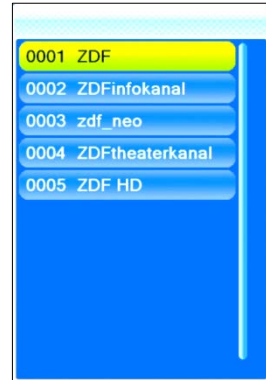 0001 ZDF
0002 ZDFinfokanal
0003 zdf_neo
0004 ZDFtheaterkanal
0005 ZDF HD